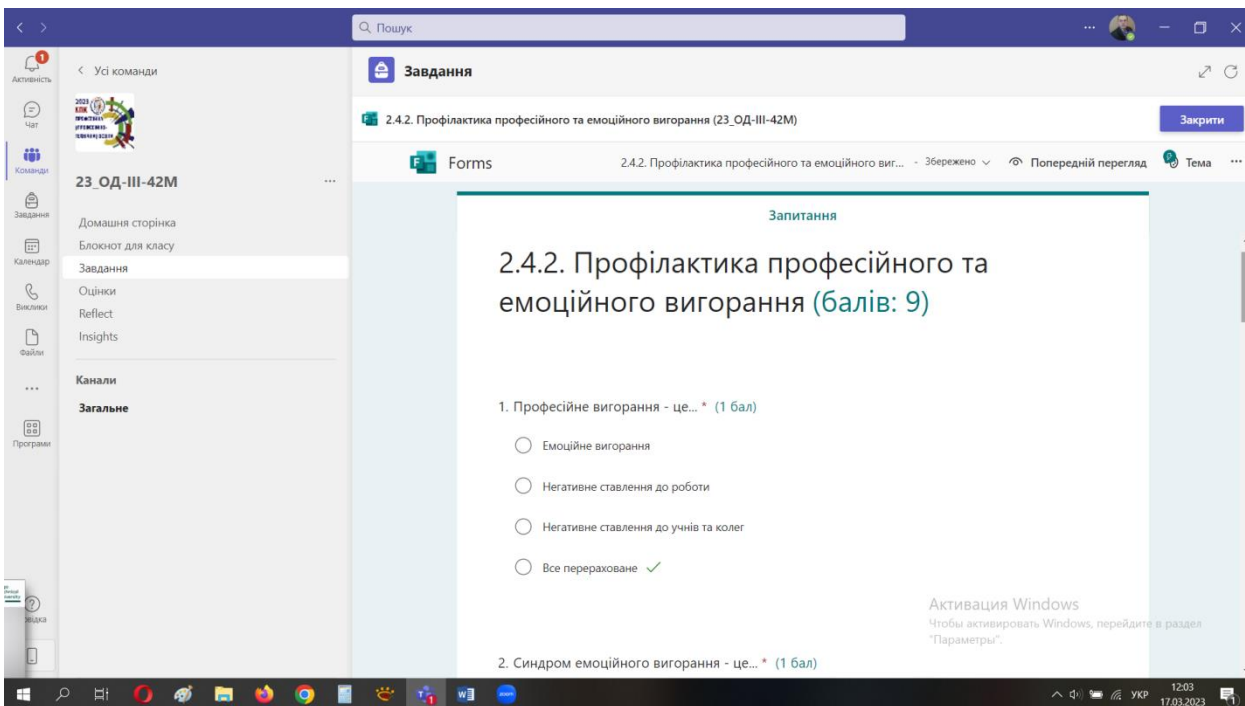 Пошук
Активність
Чат
Команди
Завдання
Календар
Виклики
Файли
Програми
Усі команди
2023
23_ОД-ІІІ-42М
Домашня сторінка
Блокнот для класу
Завдання
Оцінки
Reflect
Insights
Канали
Загальне
Завдання
2.4.2. Профілактика професійного та емоційного вигорання (23_ОД-ІІІ-42М)
Закрити
Forms
2.4.2. Профілактика професійного та емоційного виг... - Збережено
Попередній перегляд
Тема
Запитання
2.4.2. Профілактика професійного та
емоційного вигорання (балів: 9)
1. Професійне вигорання - це... * (1 бал)
Емоційне вигорання
Негативне ставлення до роботи
Негативне ставлення до учнів та колег
Все перераховане
2. Синдром емоційного вигорання - це... * (1 бал)
Активация Windows
Чтобы активировать Windows, перейдите в раздел
"Параметры".
УКР
12:03
17.03.2023